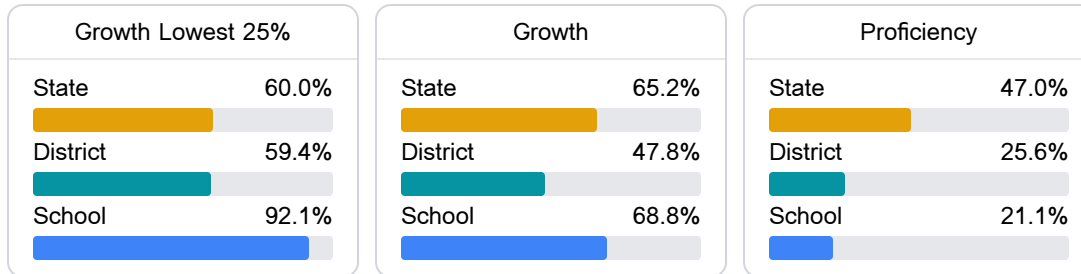 Growth Lowest 25%
State 60.0%
District 59.4%
School 92.1%
Growth
State 65.2%
District 47.8%
School 68.8%
Proficiency
State 47.0%
District 25.6%
School 21.1%